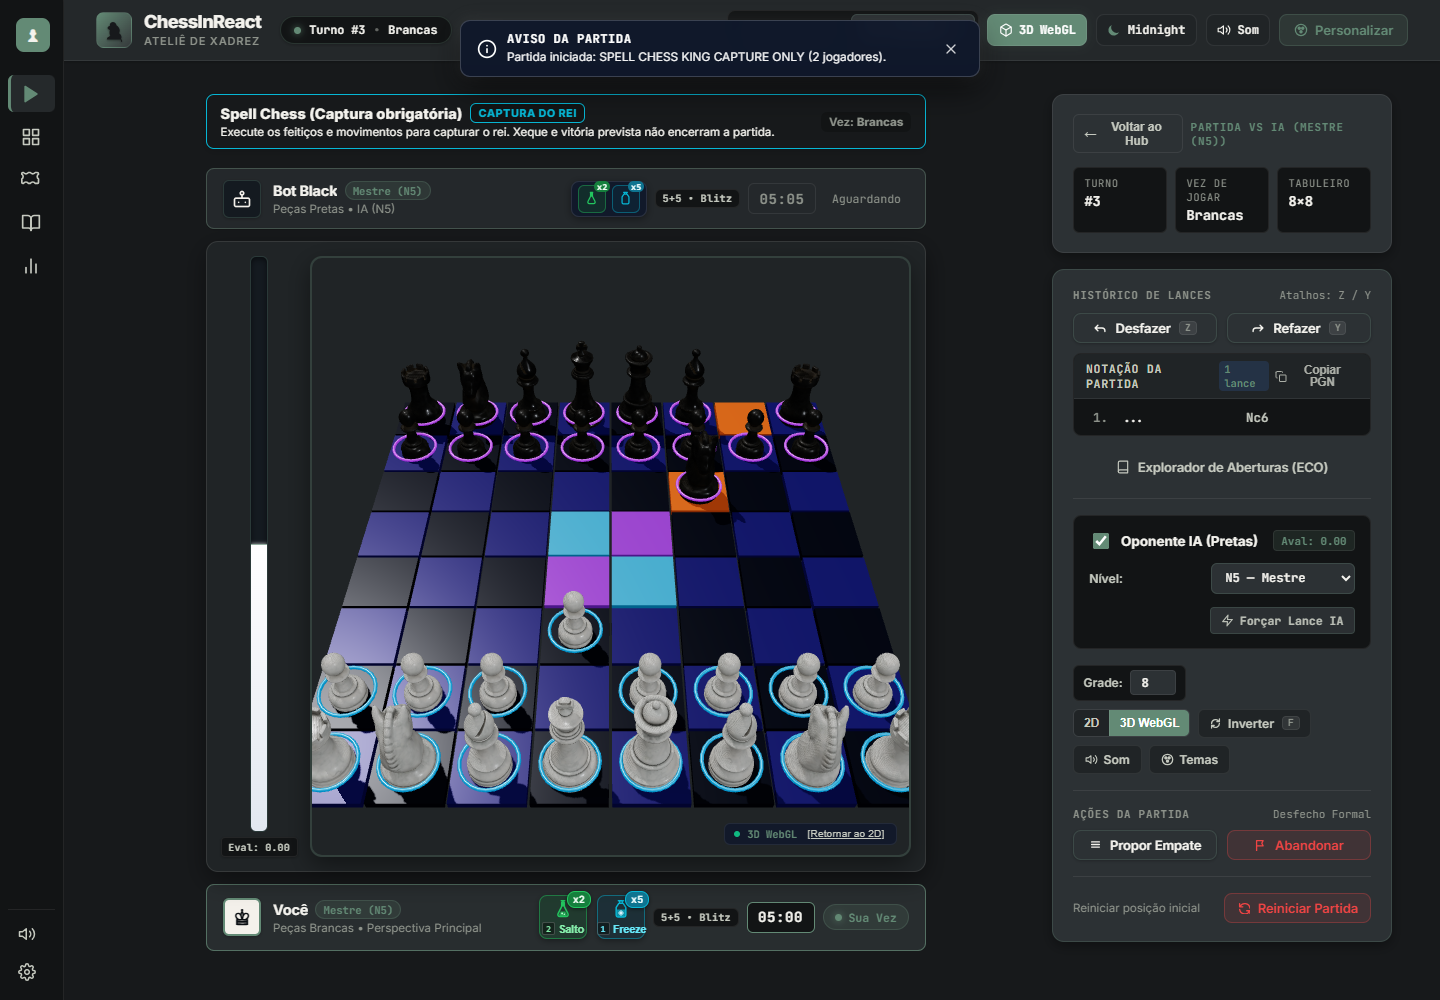 ChessInReact
ATELIÊ DE XADREZ
Turno #3 • Brancas
AVISO DA PARTIDA
Partida iniciada: SPELL CHESS KING CAPTURE ONLY (2 jogadores).
3D WebGL
Midnight
Som
Personalizar
Spell Chess (Captura obrigatória)
CAPTURA DO REI
Execute os feitiços e movimentos para capturar o rei. Xeque e vitória prevista não encerram a partida.
Vez: Brancas
Bot Black
Mestre (N5)
Peças Pretas • IA (N5)
x2
x5
5+5 • Blitz
05:05
Aguardando
Eval: 0.00
3D WebGL
[Retornar ao 2D]
Você
Mestre (N5)
Peças Brancas • Perspectiva Principal
x2
2 Salto
x5
1 Freeze
5+5 • Blitz
05:00
Sua Vez
Voltar ao
Hub
PARTIDA VS IA (MESTRE
(N5))
TURNO
#3
VEZ DE
JOGAR
Brancas
TABULEIRO
8×8
HISTÓRICO DE LANCES
Atalhos: Z / Y
Desfazer Z
Refazer Y
NOTAÇÃO DA
PARTIDA
1
lance
Copiar
PGN
1. ... Nc6
Explorador de Aberturas (ECO)
Oponente IA (Pretas)
Aval: 0.00
Nível:
N5 — Mestre
Forçar Lance IA
Grade: 8
2D
3D WebGL
Inverter F
Som
Temas
AÇÕES DA PARTIDA
Desfecho Formal
Propor Empate
Abandonar
Reiniciar posição inicial
Reiniciar Partida